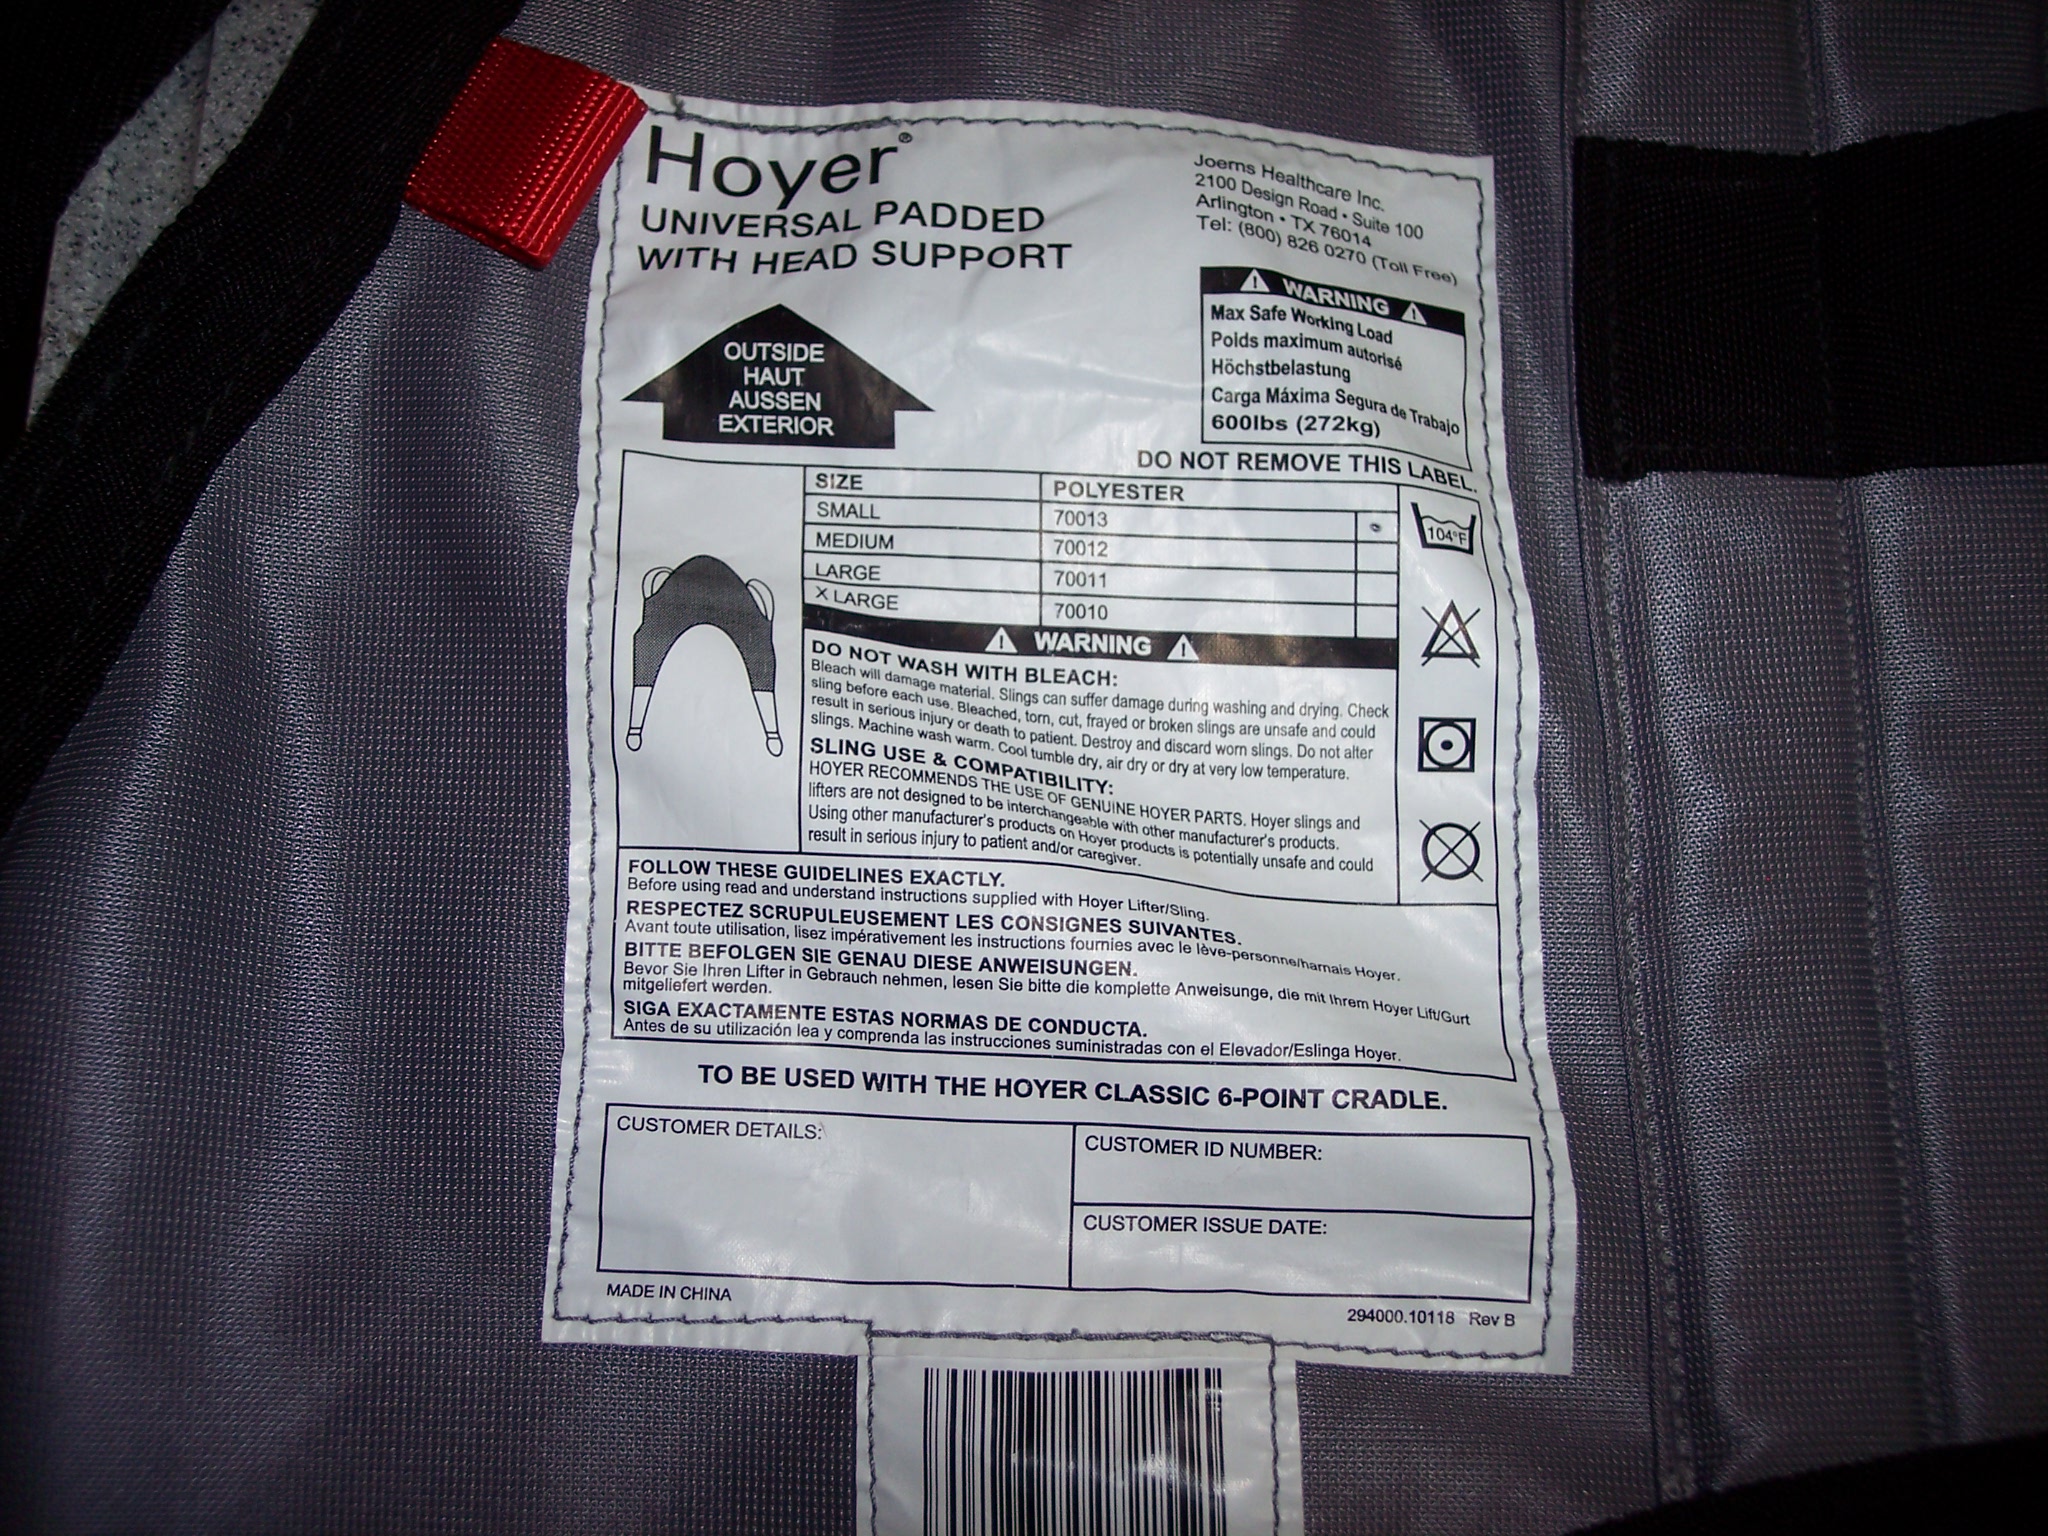 Hoyer®
UNIVERSAL PADDED
WITH HEAD SUPPORT
Joerns Healthcare Inc.
2100 Design Road • Suite 100
Arlington • TX 76014
Tel: (800) 826 0270 (Toll Free)
WARNING
Max Safe Working Load
Poids maximum autorisé
Höchstbelastung
Carga Máxima Segura de Trabajo
600lbs (272kg)
OUTSIDE
HAUT
AUSSEN
EXTERIOR
DO NOT REMOVE THIS LABEL.
SIZE POLYESTER
SMALL 70013
MEDIUM 70012
LARGE 70011
X LARGE 70010
104°F
WARNING
DO NOT WASH WITH BLEACH:
Bleach will damage material. Slings can suffer damage during washing and drying. Check
sling before each use. Bleached, torn, cut, frayed or broken slings are unsafe and could
result in serious injury or death to patient. Destroy and discard worn slings. Do not alter
slings. Machine wash warm. Cool tumble dry, air dry or dry at very low temperature.
SLING USE & COMPATIBILITY:
HOYER RECOMMENDS THE USE OF GENUINE HOYER PARTS. Hoyer slings and
lifters are not designed to be interchangeable with other manufacturer's products.
Using other manufacturer's products on Hoyer products is potentially unsafe and could
result in serious injury to patient and/or caregiver.
FOLLOW THESE GUIDELINES EXACTLY.
Before using read and understand instructions supplied with Hoyer Lifter/Sling.
RESPECTEZ SCRUPULEUSEMENT LES CONSIGNES SUIVANTES.
Avant toute utilisation, lisez impérativement les instructions fournies avec le lève-personne/harnais Hoyer.
BITTE BEFOLGEN SIE GENAU DIESE ANWEISUNGEN.
Bevor Sie Ihren Lifter in Gebrauch nehmen, lesen Sie bitte die komplette Anweisunge, die mit Ihrem Hoyer Lift/Gurt
mitgeliefert werden.
SIGA EXACTAMENTE ESTAS NORMAS DE CONDUCTA.
Antes de su utilización lea y comprenda las instrucciones suministradas con el Elevador/Eslinga Hoyer.
TO BE USED WITH THE HOYER CLASSIC 6-POINT CRADLE.
CUSTOMER DETAILS:
CUSTOMER ID NUMBER:
CUSTOMER ISSUE DATE:
MADE IN CHINA
294000.10118 Rev B